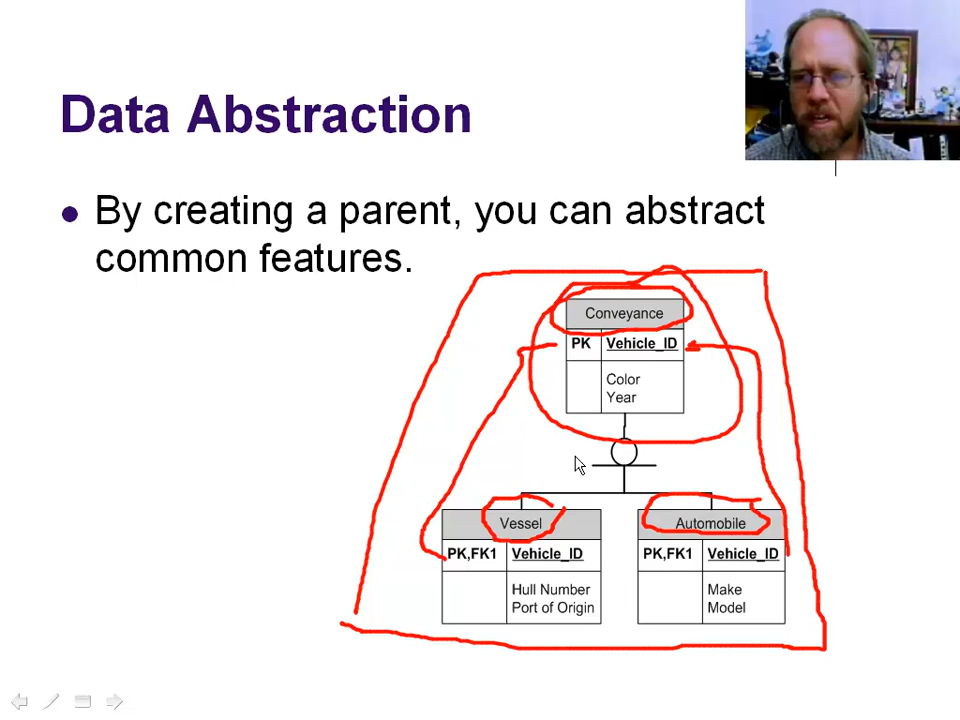 Data Abstraction
By creating a parent, you can abstract
common features.
Conveyance
PK Vehicle_ID
Color
Year
Vessel
PK,FK1 Vehicle_ID
Hull Number
Port of Origin
Automobile
PK,FK1 Vehicle_ID
Make
Model